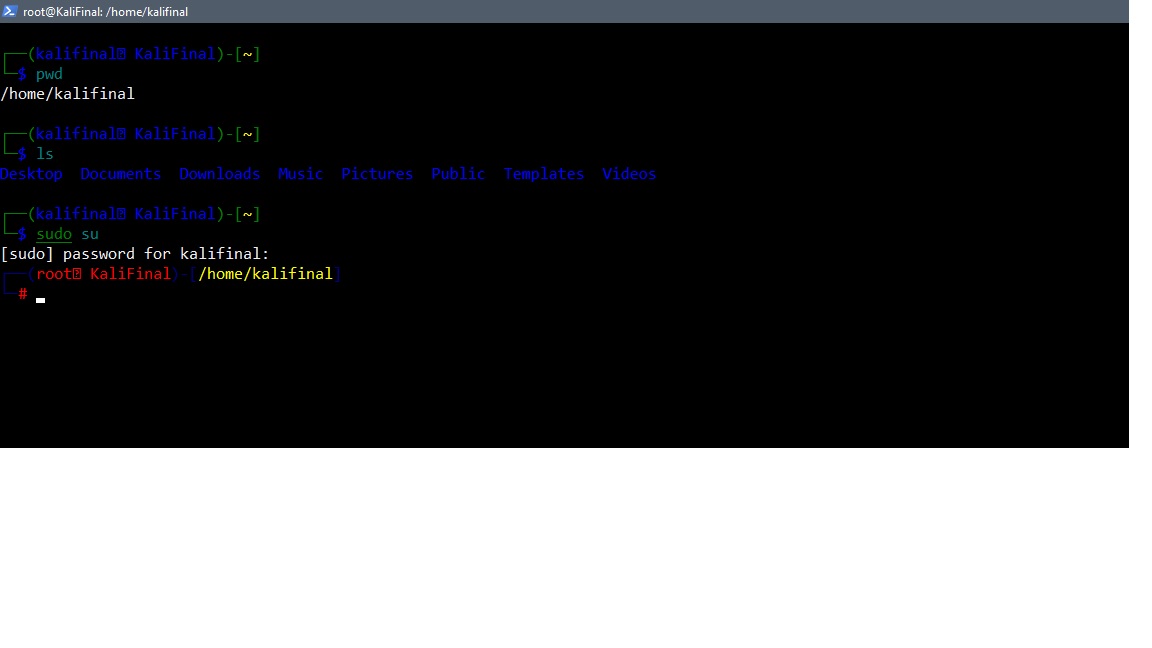 root@KaliFinal: /home/kalifinal
┌──(kalifinal㉿ KaliFinal)-[~]
└─$ pwd
/home/kalifinal
┌──(kalifinal㉿ KaliFinal)-[~]
└─$ ls
Desktop  Documents  Downloads  Music  Pictures  Public  Templates  Videos
┌──(kalifinal㉿ KaliFinal)-[~]
└─$ sudo su
[sudo] password for kalifinal:
┌──(root㉿ KaliFinal)-[/home/kalifinal]
└─#